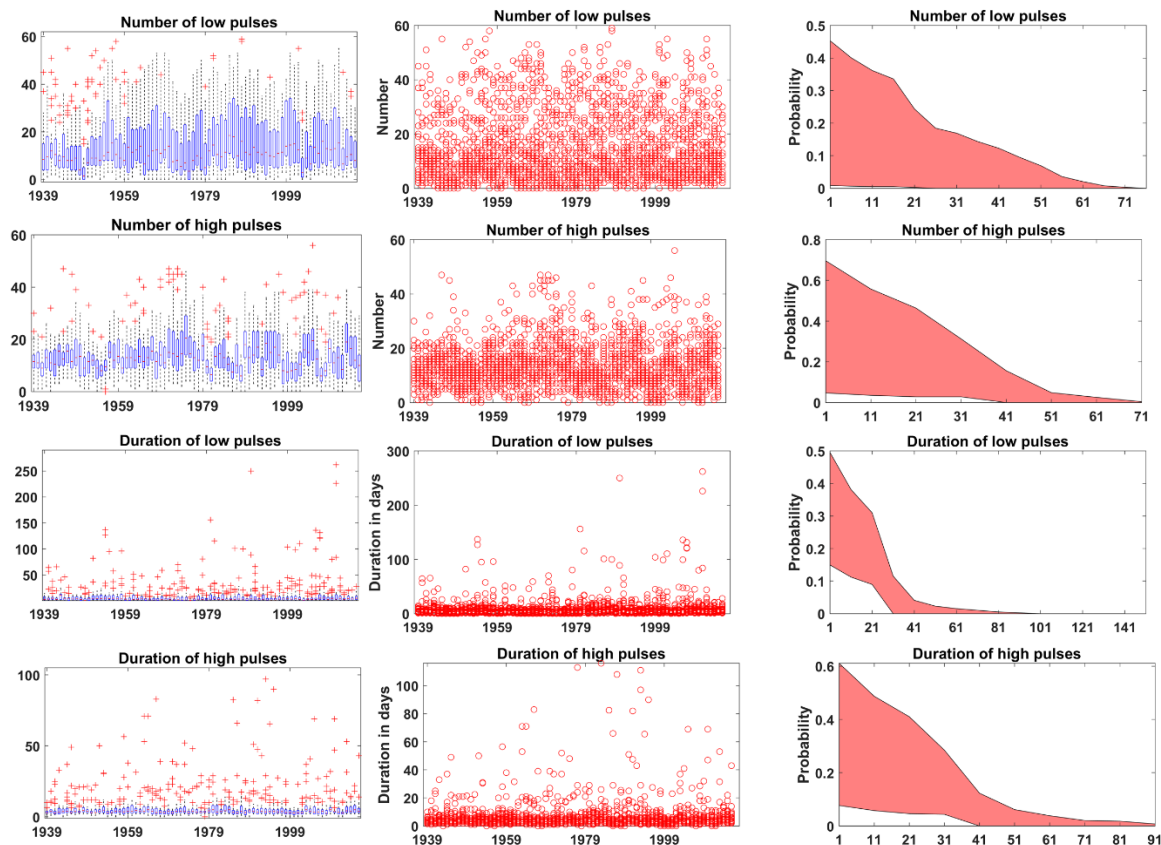 Number of low pulses
60
40
20
0
1939 1959 1979 1999
Number of low pulses
Number
60
40
20
0
1939 1959 1979 1999
Number of low pulses
Probability
0.5
0.4
0.3
0.2
0.1
0
1 11 21 31 41 51 61 71
Number of high pulses
60
40
20
0
1939 1959 1979 1999
Number of high pulses
Number
60
40
20
0
1939 1959 1979 1999
Number of high pulses
Probability
0.8
0.6
0.4
0.2
0
1 11 21 31 41 51 61 71
Duration of low pulses
250
200
150
100
50
1939 1959 1979 1999
Duration of low pulses
Duration in days
300
200
100
0
1939 1959 1979 1999
Duration of low pulses
Probability
0.5
0.4
0.3
0.2
0.1
0
1 21 41 61 81 101 121 141
Duration of high pulses
100
50
0
1939 1959 1979 1999
Duration of high pulses
Duration in days
100
80
60
40
20
0
1939 1959 1979 1999
Duration of high pulses
Probability
0.6
0.4
0.2
0
1 11 21 31 41 51 61 71 81 91